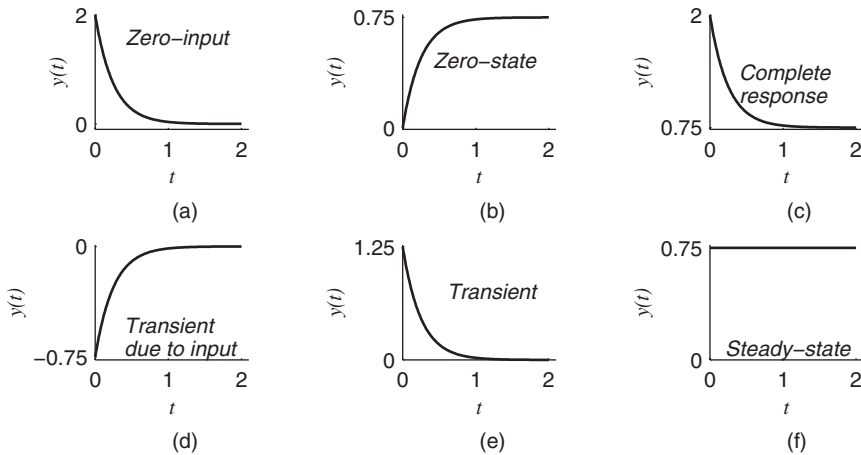 2
1
0
y(t)
Zero-input
0 1 2
t
(a)
0.75
0
y(t)
Zero-state
0 1 2
t
(b)
2
0.75
y(t)
Complete
response
0 1 2
t
(c)
0
−0.75
y(t)
Transient
due to input
0 1 2
t
(d)
1.25
0
y(t)
Transient
0 1 2
t
(e)
0.75
0
y(t)
Steady-state
0 1 2
t
(f)